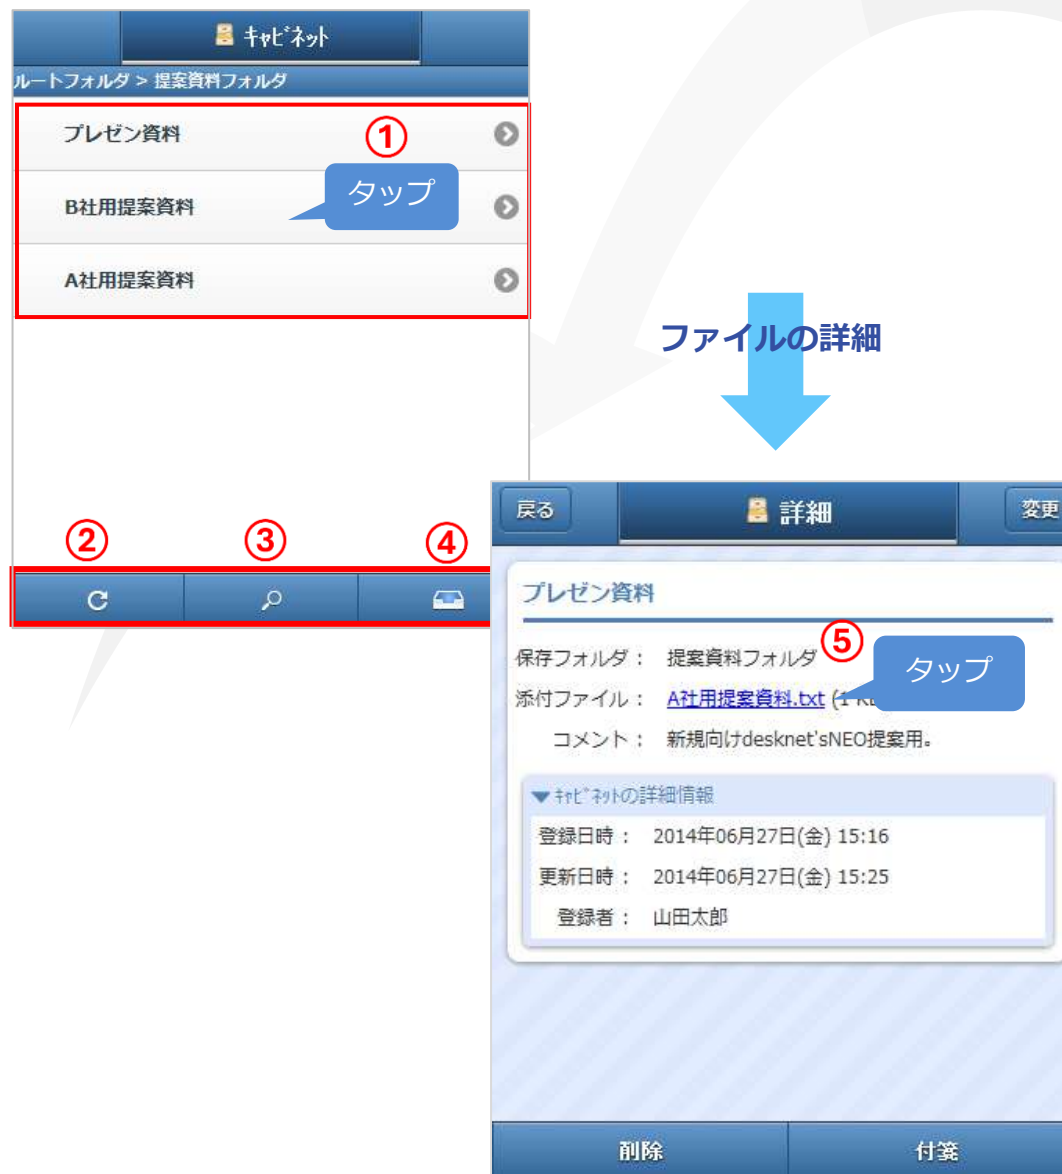 ｷｬﾋﾞﾈｯﾄ
ルートフォルダ > 提案資料フォルダ
プレゼン資料
①
タップ
B社用提案資料
A社用提案資料
ファイルの詳細
② ③ ④
戻る 詳細 変更
プレゼン資料
⑤
保存フォルダ： 提案資料フォルダ
タップ
添付ファイル： A社用提案資料.txt (1
コメント： 新規向けdesknet'sNEO提案用。
▼ｷｬﾋﾞﾈｯﾄの詳細情報
登録日時： 2014年06月27日(金) 15:16
更新日時： 2014年06月27日(金) 15:25
登録者： 山田太郎
削除 付箋